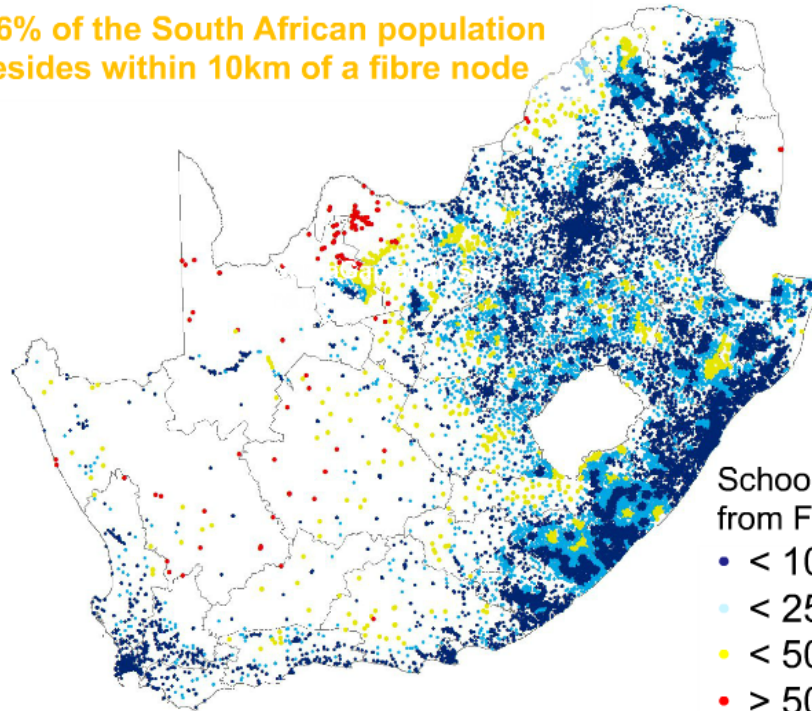 6% of the South African population
esides within 10km of a fibre node
Schoo
from F
• < 10
• < 25
• < 50
• > 50